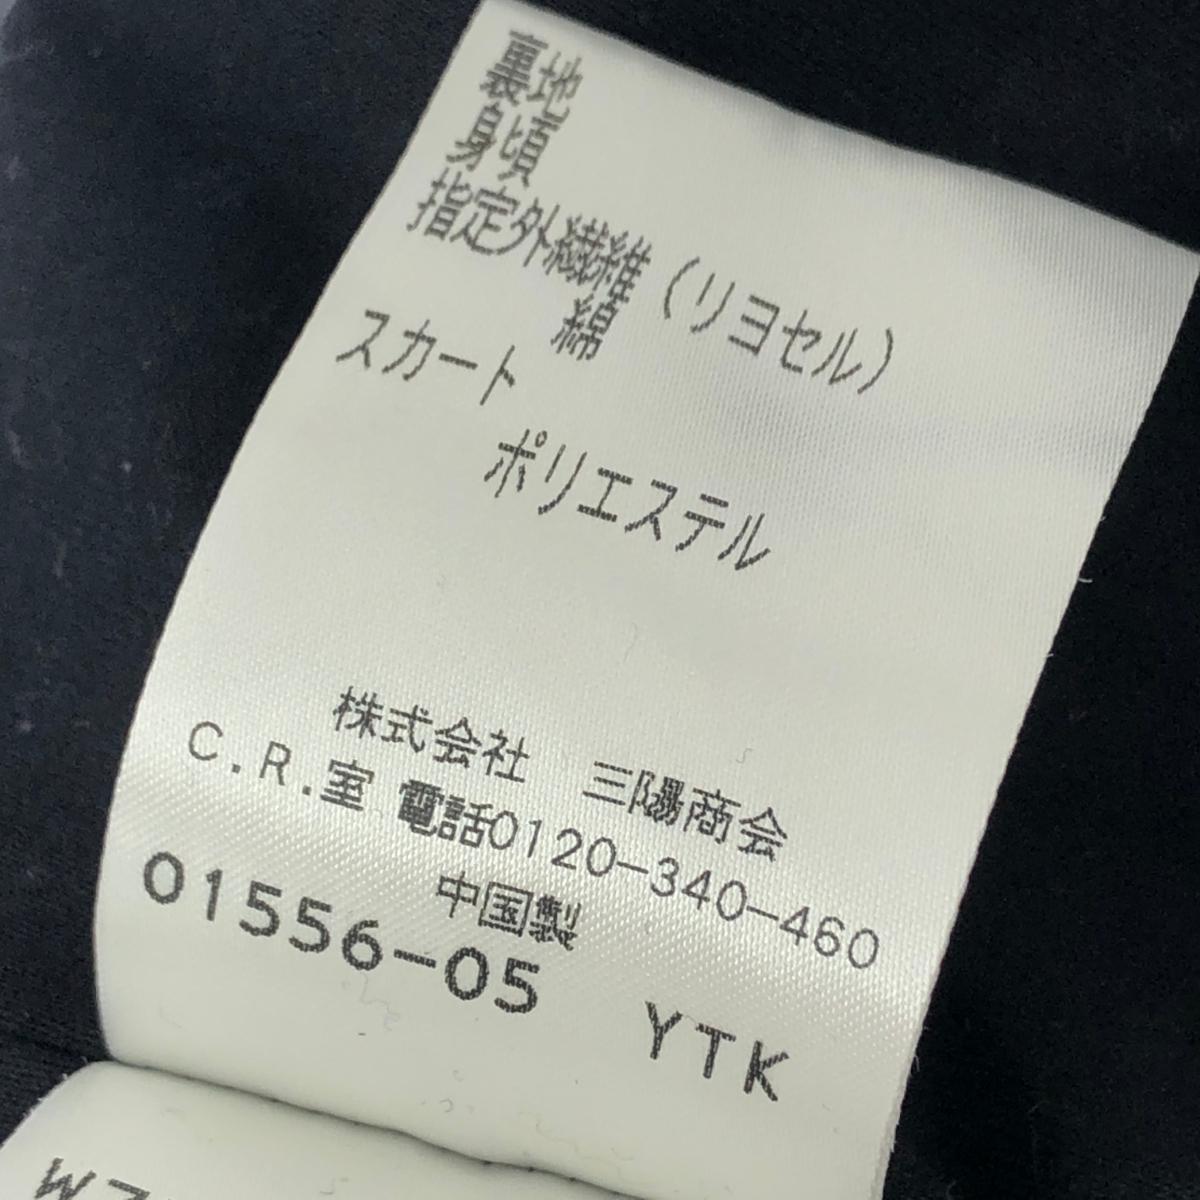 裏地
身頃
指定外繊維（リヨセル）
綿
スカート
ポリエステル
株式会社 三陽商会
C.R.室 電話0120-340-460
中国製
01556-05 YTK